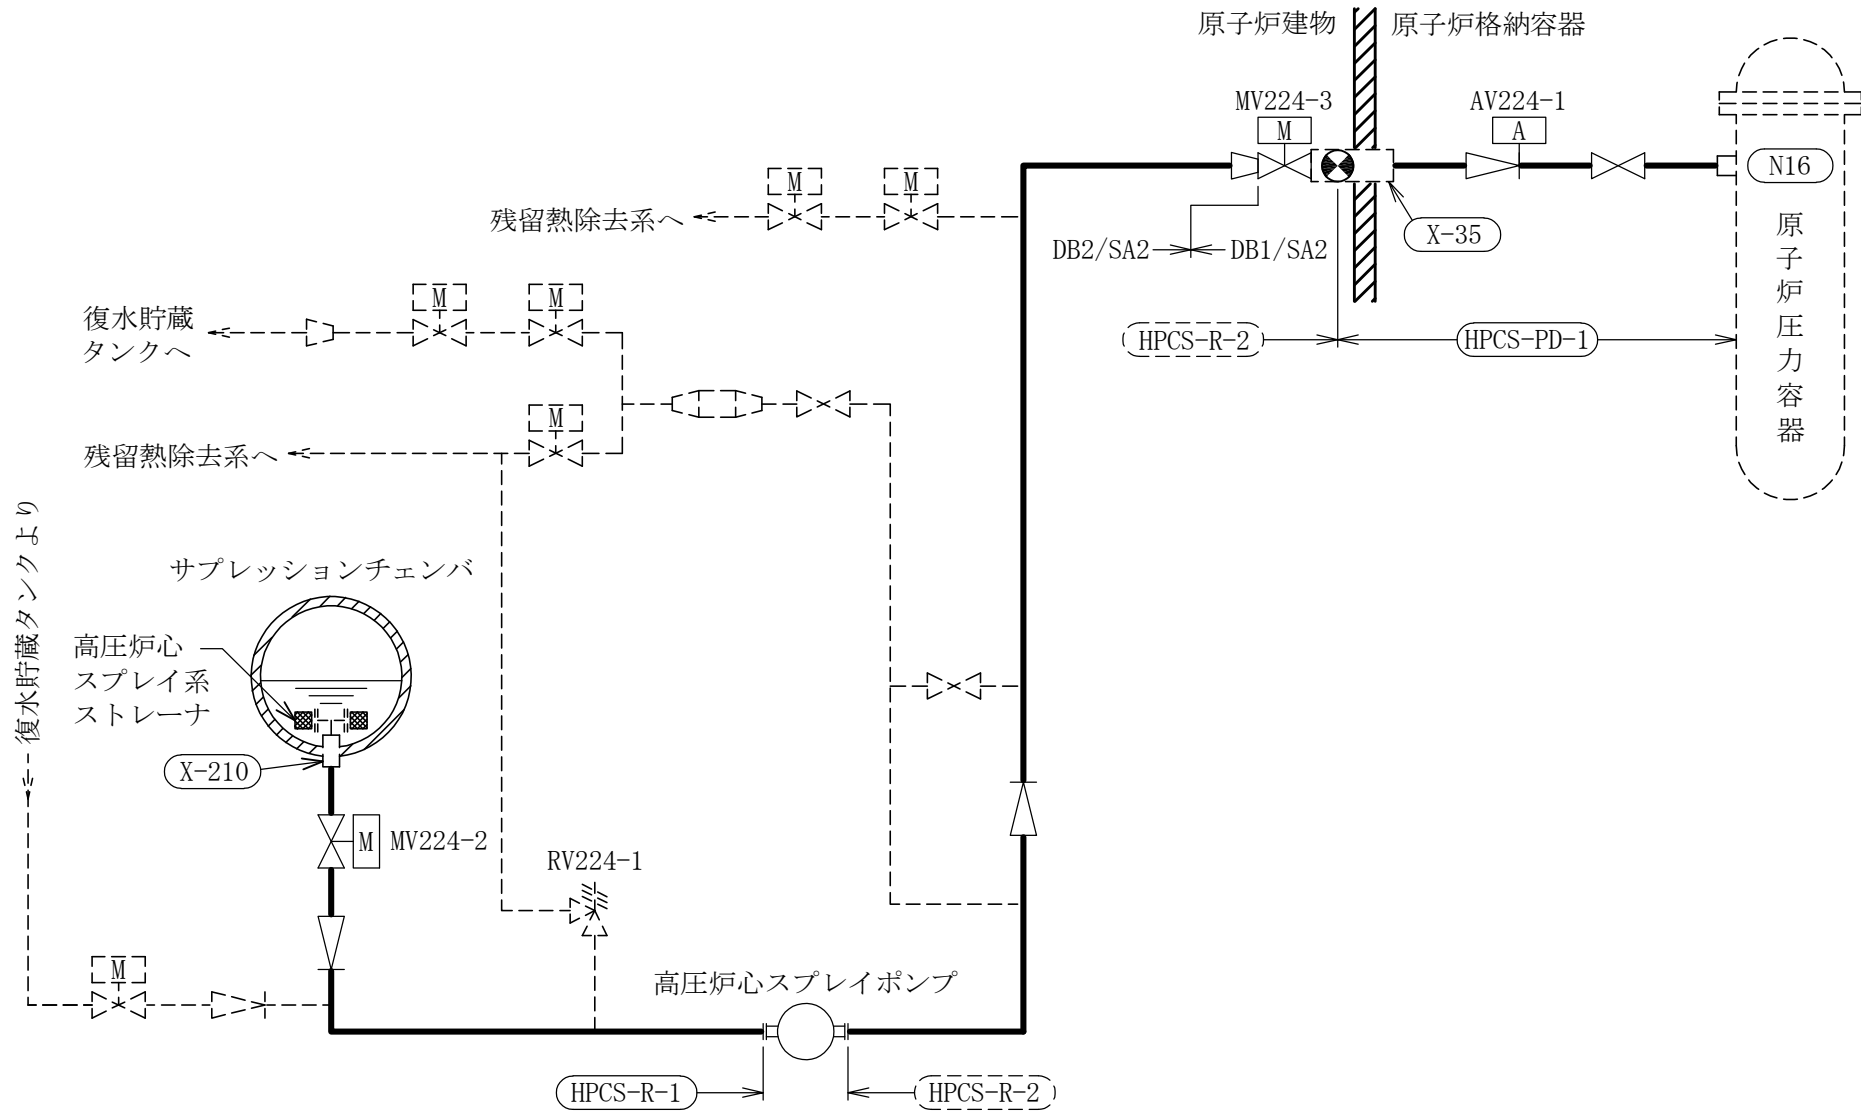 原子炉建物
原子炉格納容器
MV224-3
M
AV224-1
A
N16
原子炉圧力容器
X-35
DB2/SA2
DB1/SA2
HPCS-R-2
HPCS-PD-1
M
M
残留熱除去系へ
M
M
復水貯蔵
タンクへ
M
残留熱除去系へ
復水貯蔵タンクより
サプレッションチェンバ
高圧炉心
スプレイ系
ストレーナ
X-210
M
MV224-2
RV224-1
M
高圧炉心スプレイポンプ
HPCS-R-1
HPCS-R-2